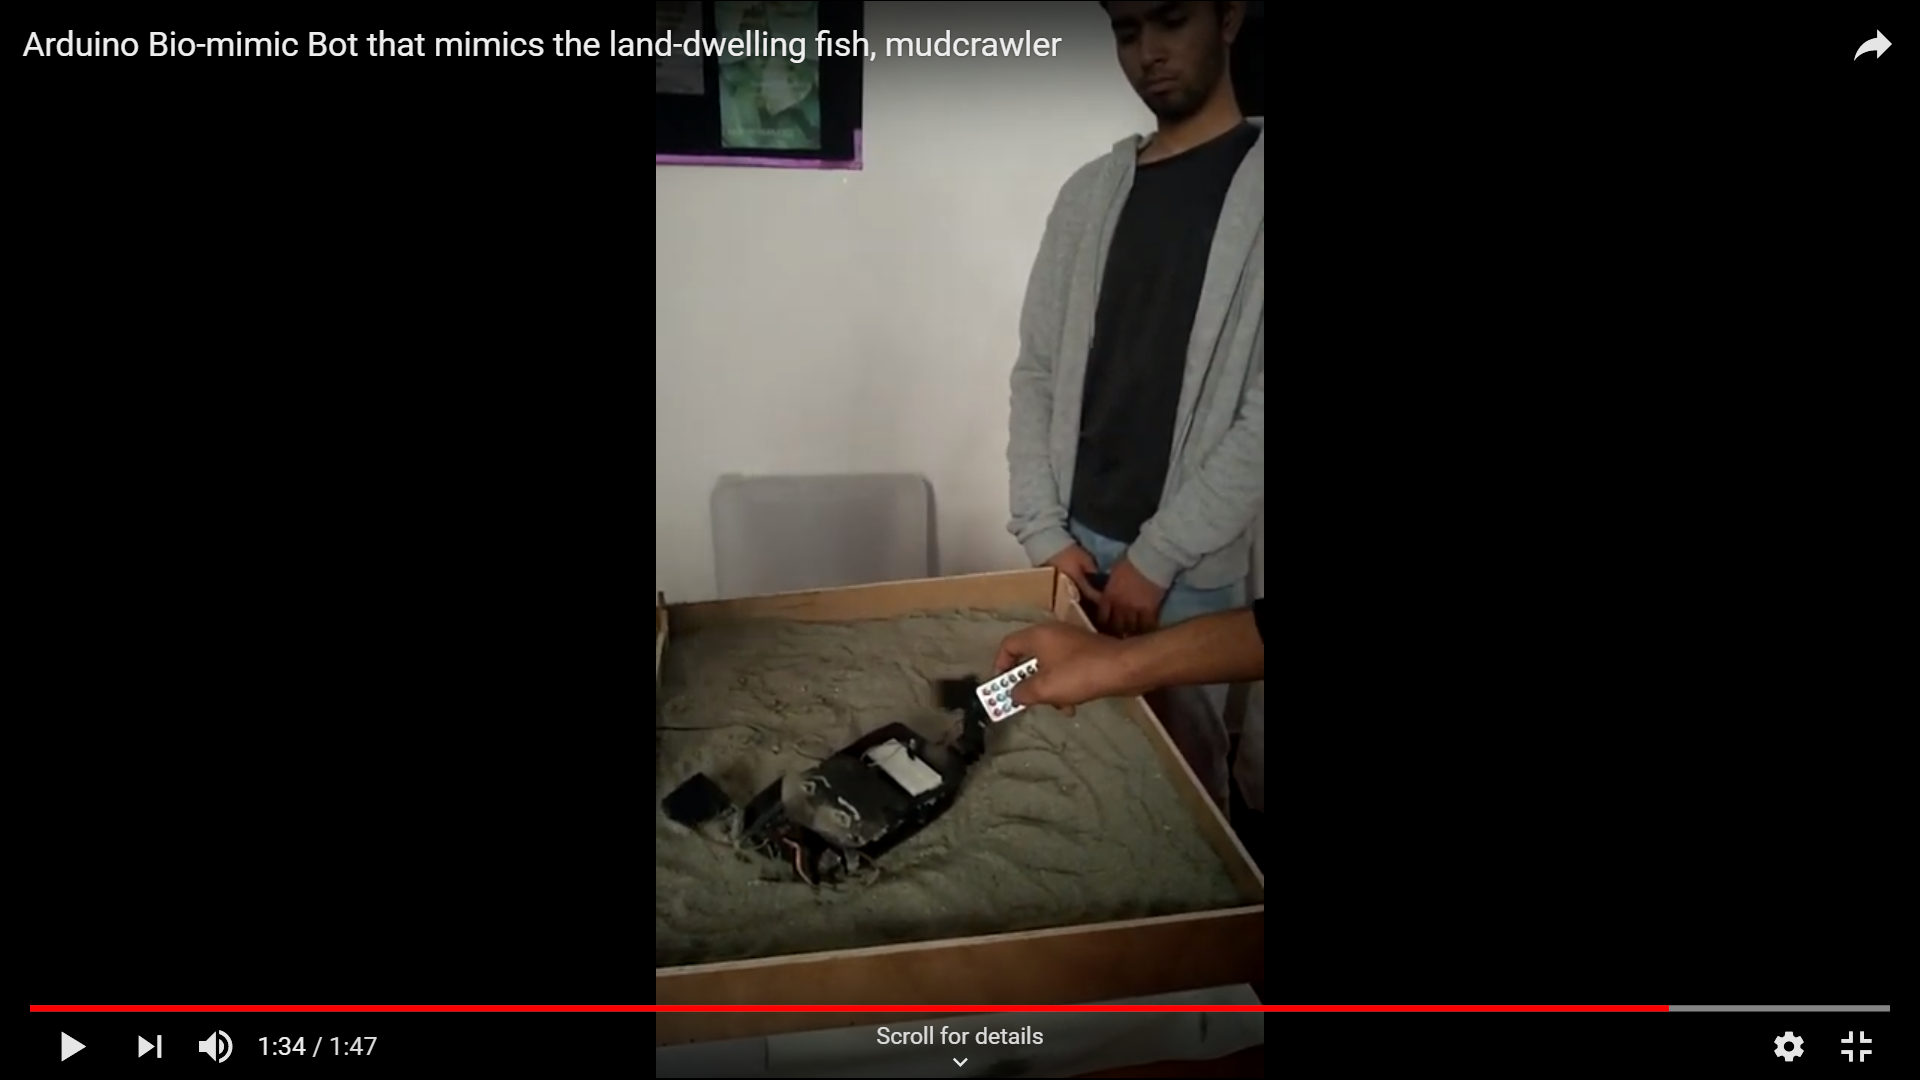 Arduino Bio-mimic Bot that mimics the land-dwelling fish, mudcrawler
1:34 / 1:47
Scroll for details